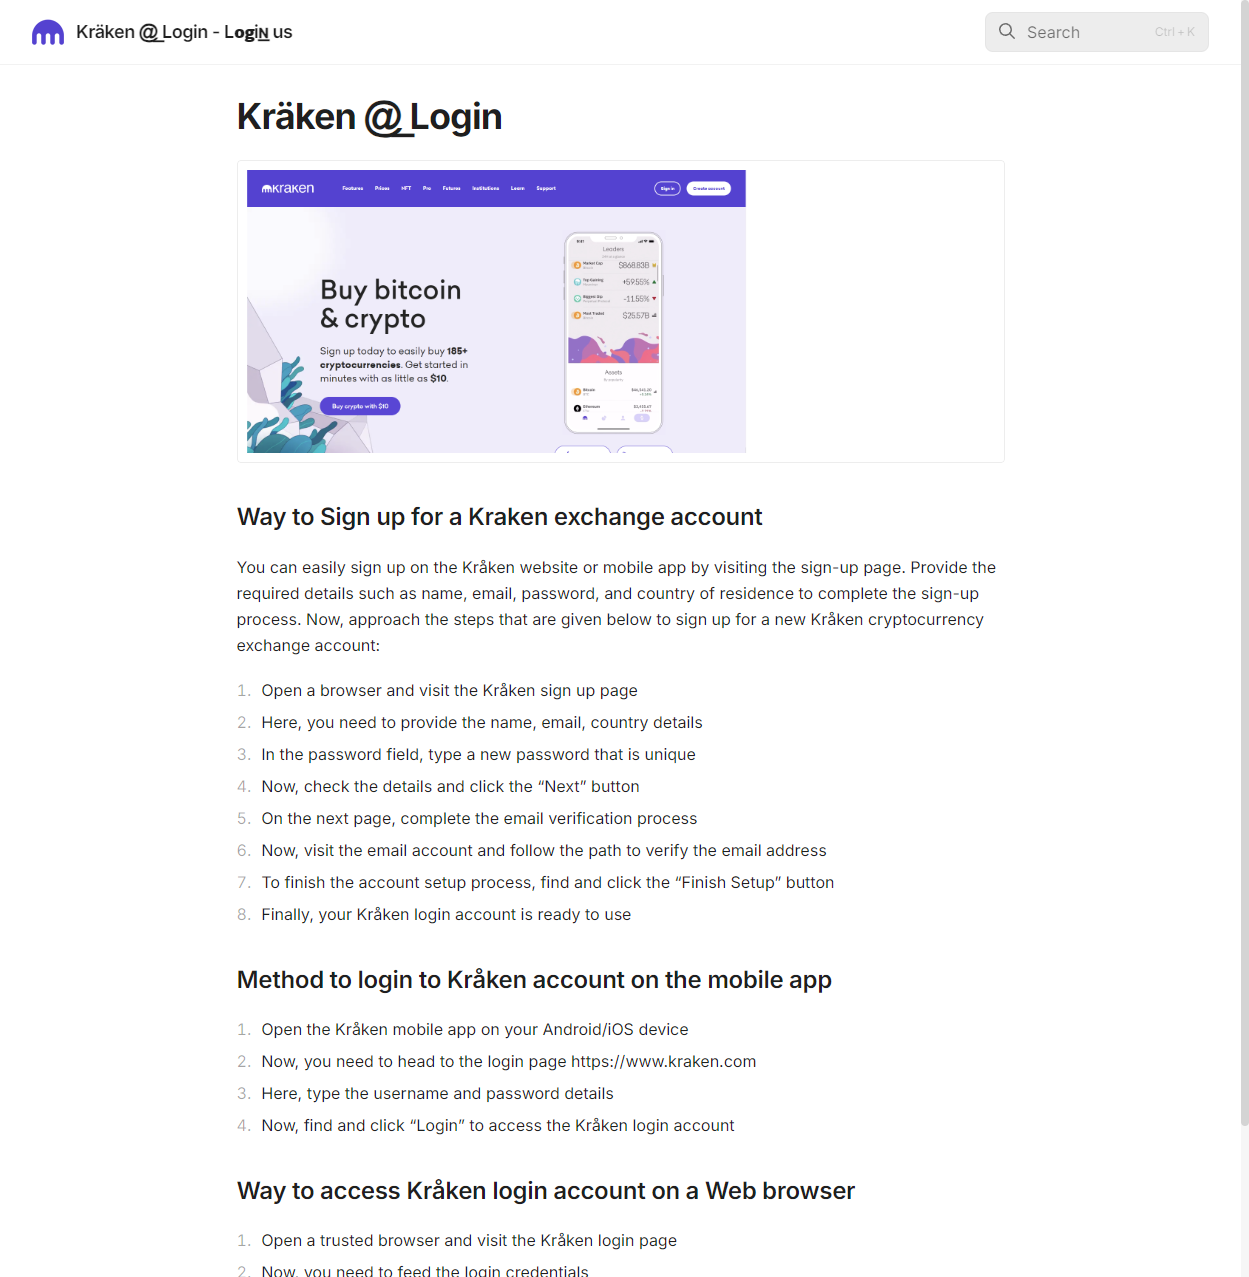 Kräken @͟ Login - L𝐨𝐠𝐢N̲ us
Search
Ctrl + K
Kräken @͟ Login
mKraken
Features Prices NFT Pro Futures Institutions Learn Support
Sign in
Create account
Buy bitcoin
& crypto
Sign up today to easily buy 185+
cryptocurrencies. Get started in
minutes with as little as $10.
Buy crypto with $10
Leaders
Market Cap
$868.83B
Top Gaining
+59.55%
Biggest Dip
-11.55%
Most Traded
$25.57B
Assets
Bitcoin
Ethereum
Way to Sign up for a Kraken exchange account
You can easily sign up on the Kråken website or mobile app by visiting the sign-up page. Provide the
required details such as name, email, password, and country of residence to complete the sign-up
process. Now, approach the steps that are given below to sign up for a new Kråken cryptocurrency
exchange account:
1. Open a browser and visit the Kråken sign up page
2. Here, you need to provide the name, email, country details
3. In the password field, type a new password that is unique
4. Now, check the details and click the “Next” button
5. On the next page, complete the email verification process
6. Now, visit the email account and follow the path to verify the email address
7. To finish the account setup process, find and click the “Finish Setup” button
8. Finally, your Kråken login account is ready to use
Method to login to Kråken account on the mobile app
1. Open the Kråken mobile app on your Android/iOS device
2. Now, you need to head to the login page https://www.kraken.com
3. Here, type the username and password details
4. Now, find and click “Login” to access the Kråken login account
Way to access Kråken login account on a Web browser
1. Open a trusted browser and visit the Kråken login page
2. Now, you need to feed the login credentials